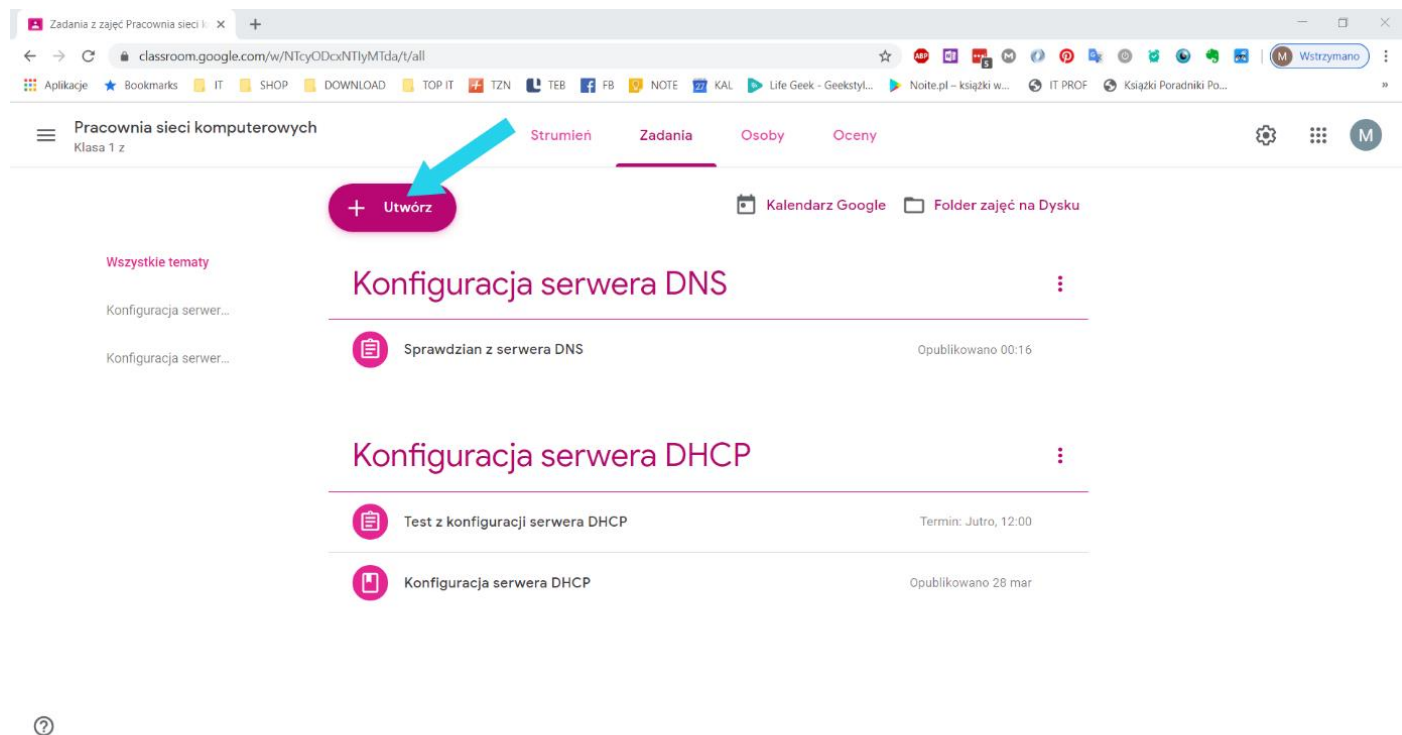 Zadania z zajęć Pracownia sieci k
classroom.google.com/w/NTcyODcxNTIyMTda/t/all
ABP 5 M Wstrzymano
Aplikacje Bookmarks IT SHOP DOWNLOAD TOP IT TZN TEB FB NOTE 27 KAL Life Geek - Geekstyl... Noite.pl – książki w... IT PROF Książki Poradniki Po... »
Pracownia sieci komputerowych
Klasa 1 z
Strumień Zadania Osoby Oceny
M
+ Utwórz
Kalendarz Google Folder zajęć na Dysku
Wszystkie tematy
Konfiguracja serwer...
Konfiguracja serwer...
Konfiguracja serwera DNS
Sprawdzian z serwera DNS Opublikowano 00:16
Konfiguracja serwera DHCP
Test z konfiguracji serwera DHCP Termin: Jutro, 12:00
Konfiguracja serwera DHCP Opublikowano 28 mar
?